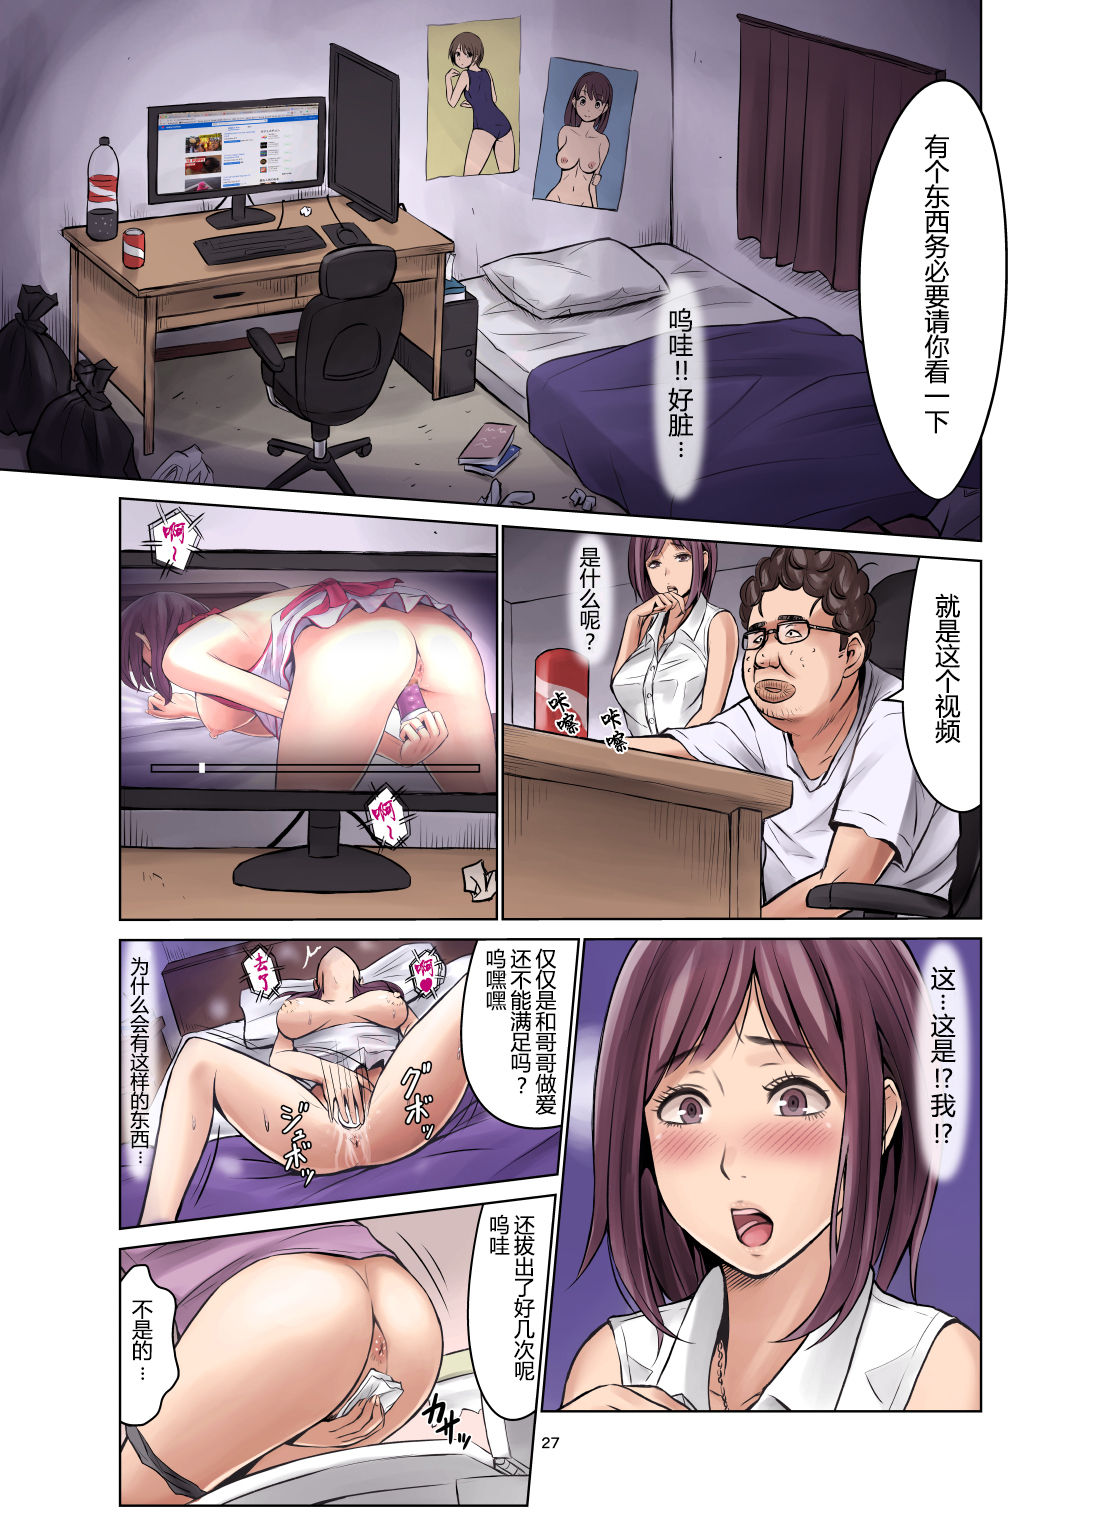 有个东西务必要请你看一下
呜哇!! 好脏…
就是这个视频
是什么呢?
咔嚓
咔嚓
啊~
啊~
这…这是!? 我!?
仅仅是和哥哥做爱
还不能满足吗?
呜嘿嘿
啊♥
去了
グボッ
ジュボッ
为什么会有这样的东西…
还拔出了好几次呢
呜哇
不是的…
カサッ
27